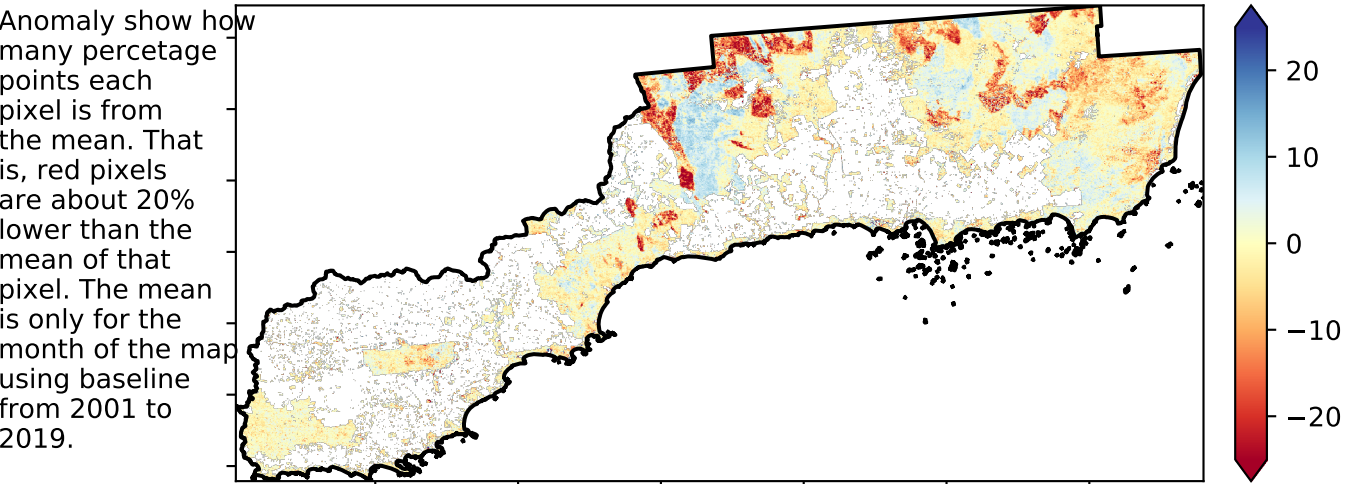 Anomaly show how
many percetage
points each
pixel is from
the mean. That
is, red pixels
are about 20%
lower than the
mean of that
pixel. The mean
is only for the
month of the map
using baseline
from 2001 to
2019.
20
10
0
−10
−20